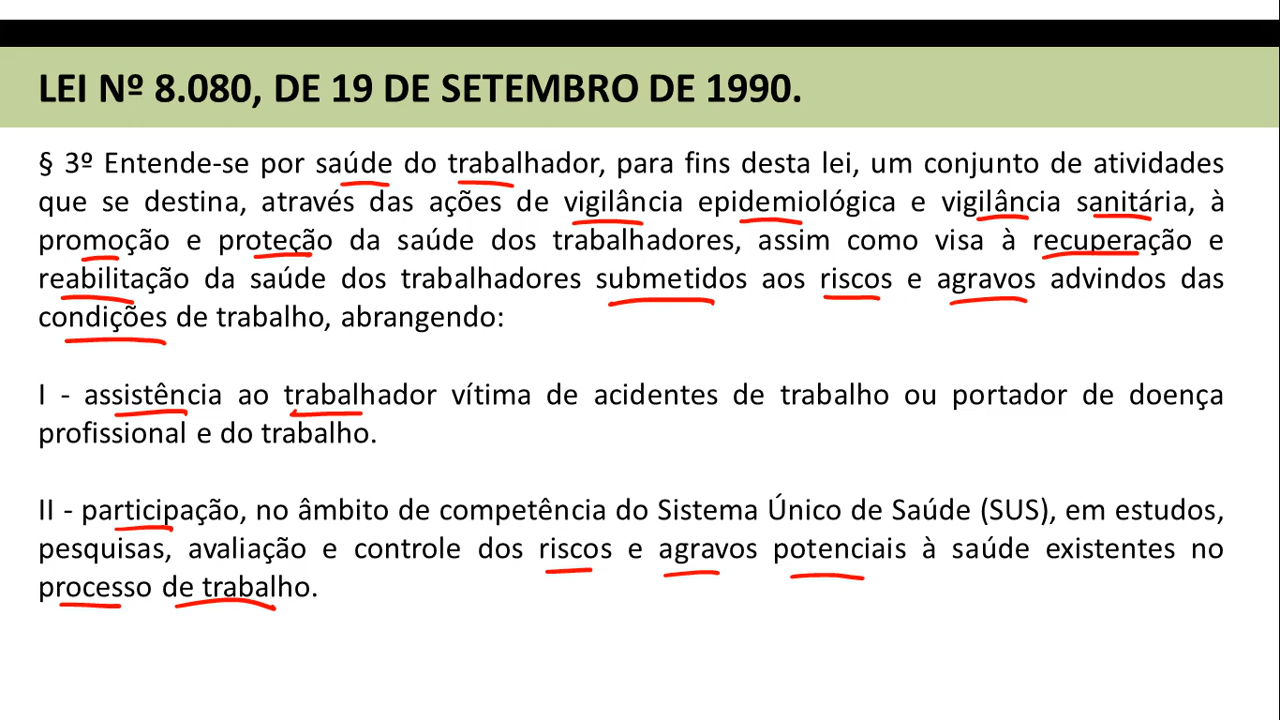 LEI Nº 8.080, DE 19 DE SETEMBRO DE 1990.
§ 3º Entende-se por saúde do trabalhador, para fins desta lei, um conjunto de atividades
que se destina, através das ações de vigilância epidemiológica e vigilância sanitária, à
promoção e proteção da saúde dos trabalhadores, assim como visa à recuperação e
reabilitação da saúde dos trabalhadores submetidos aos riscos e agravos advindos das
condições de trabalho, abrangendo:
I - assistência ao trabalhador vítima de acidentes de trabalho ou portador de doença
profissional e do trabalho.
II - participação, no âmbito de competência do Sistema Único de Saúde (SUS), em estudos,
pesquisas, avaliação e controle dos riscos e agravos potenciais à saúde existentes no
processo de trabalho.